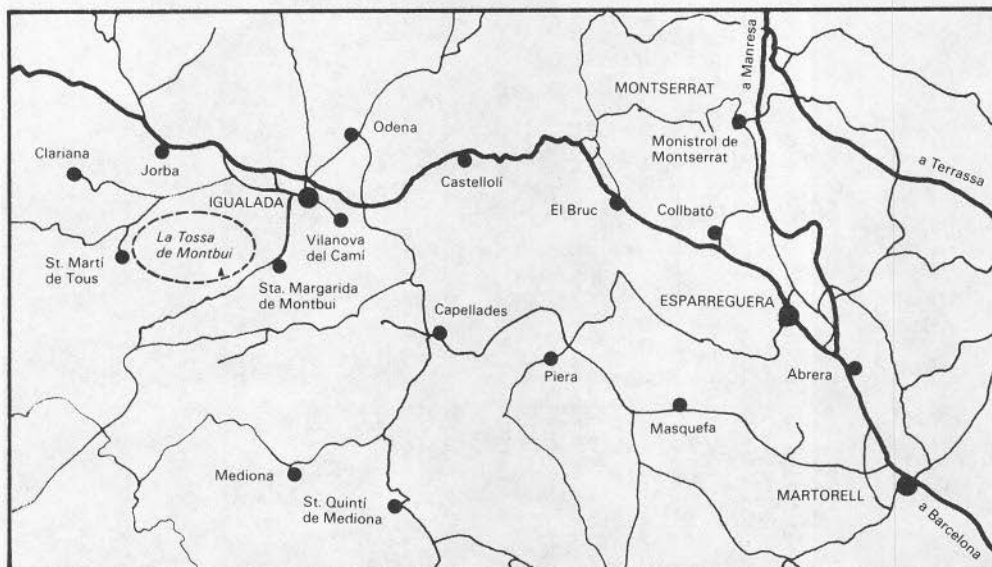 a Manresa
MONTSERRAT
Odena
Monistrol de
Montserrat
Clariana
Jorba
a Terrassa
Castellolí
IGUALADA
El Bruc
Collbató
La Tossa
de Montbui
Vilanova
del Camí
St. Martí
de Tous
Sta. Margarida
de Montbui
ESPARREGUERA
Capellades
Piera
Abrera
Masquefa
Mediona
St. Quintí
de Mediona
MARTORELL
a Barcelona